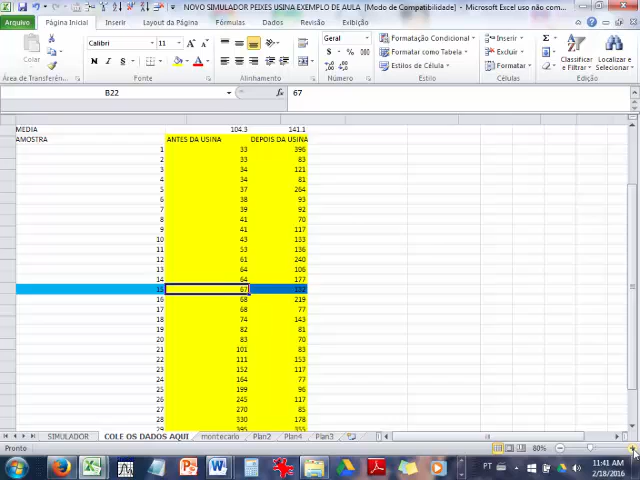 NOVO SIMULADOR PEIXES USINA EXEMPLO DE AULA [Modo de Compatibilidade] - Microsoft Excel uso não com...
Arquivo Página Inicial Inserir Layout da Página Fórmulas Dados Revisão Exibição
Calibri 11 Geral Formatação Condicional Inserir
Colar N I S % 000 Formatar como Tabela Excluir Classificar e Filtrar Localizar e Selecionar
Estilos de Célula Formatar
Área de Transferên... Fonte Alinhamento Número Estilo Células Edição
B22 fx 67
MEDIA 104.3 141.1
AMOSTRA ANTES DA USINA DEPOIS DA USINA
1 33 396
2 33 83
3 34 121
4 34 81
5 37 264
6 38 93
7 39 92
8 41 70
9 41 117
10 43 133
11 53 136
12 61 240
13 64 106
14 64 177
15 67
16 68 219
17 68 77
18 74 143
19 82 81
20 83 70
21 101 83
22 111 153
23 152 117
24 164 77
25 199 96
26 245 117
27 270 85
28 330 178
29 395 355
SIMULADOR COLE OS DADOS AQUI montecarlo Plan2 Plan4 Plan3
Pronto 80%
PT 11:41 AM
2/18/2016